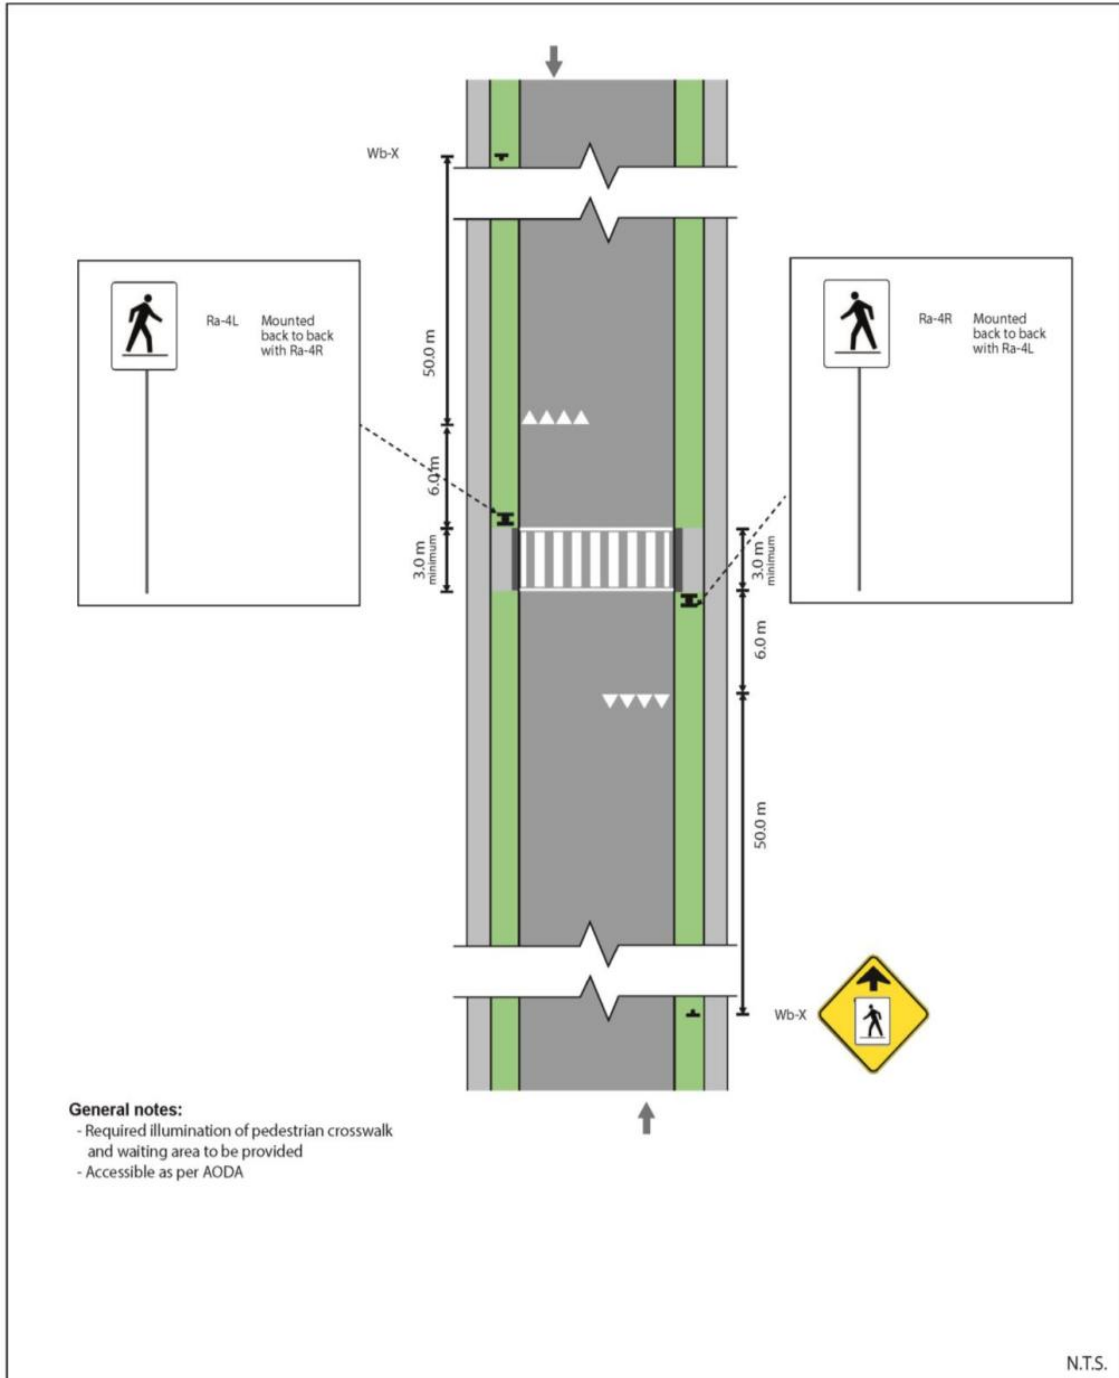 Wb-X
50.0 m
6.0 m
3.0 m
minimum
Ra-4L
Mounted
back to back
with Ra-4R
Ra-4R
Mounted
back to back
with Ra-4L
3.0 m
minimum
6.0 m
50.0 m
Wb-X
General notes:
- Required illumination of pedestrian crosswalk
and waiting area to be provided
- Accessible as per AODA
N.T.S.